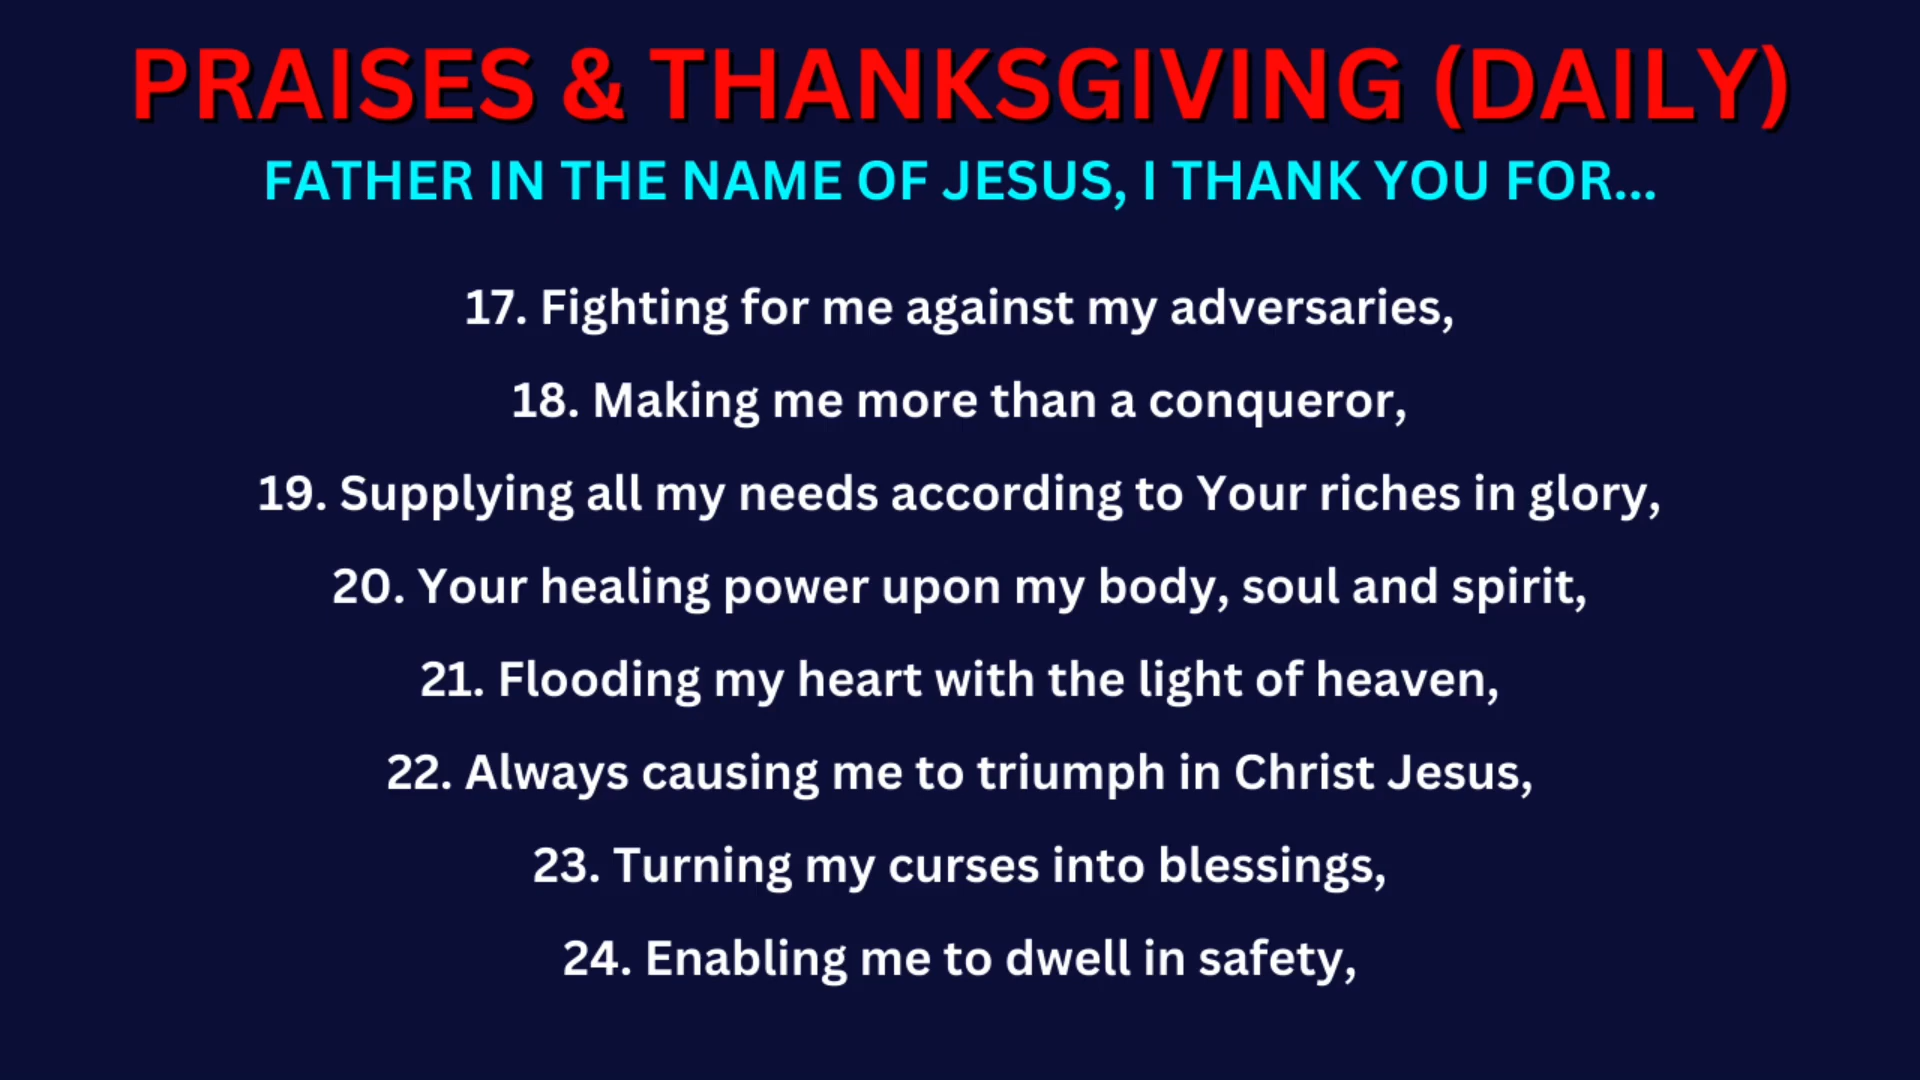 PRAISES & THANKSGIVING (DAILY)
FATHER IN THE NAME OF JESUS, I THANK YOU FOR...
17. Fighting for me against my adversaries,
18. Making me more than a conqueror,
19. Supplying all my needs according to Your riches in glory,
20. Your healing power upon my body, soul and spirit,
21. Flooding my heart with the light of heaven,
22. Always causing me to triumph in Christ Jesus,
23. Turning my curses into blessings,
24. Enabling me to dwell in safety,